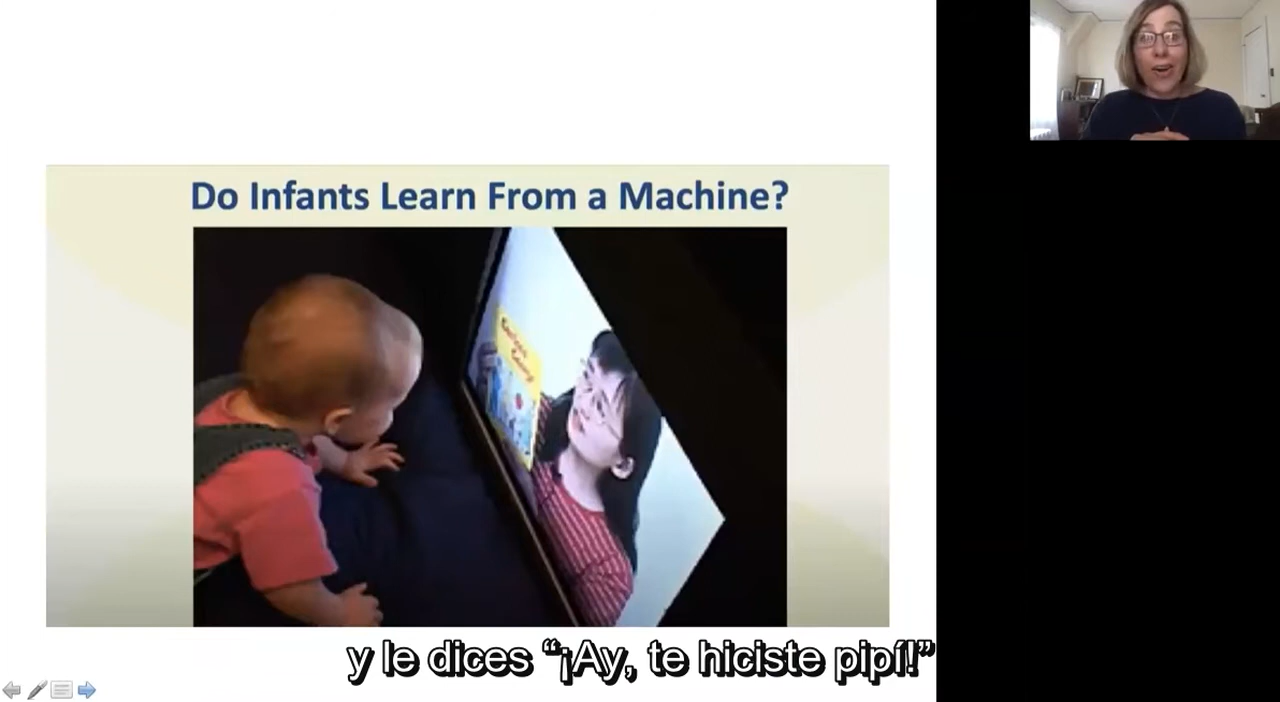 Do Infants Learn From a Machine?
y le dices “¡Ay, te hiciste pipí!”